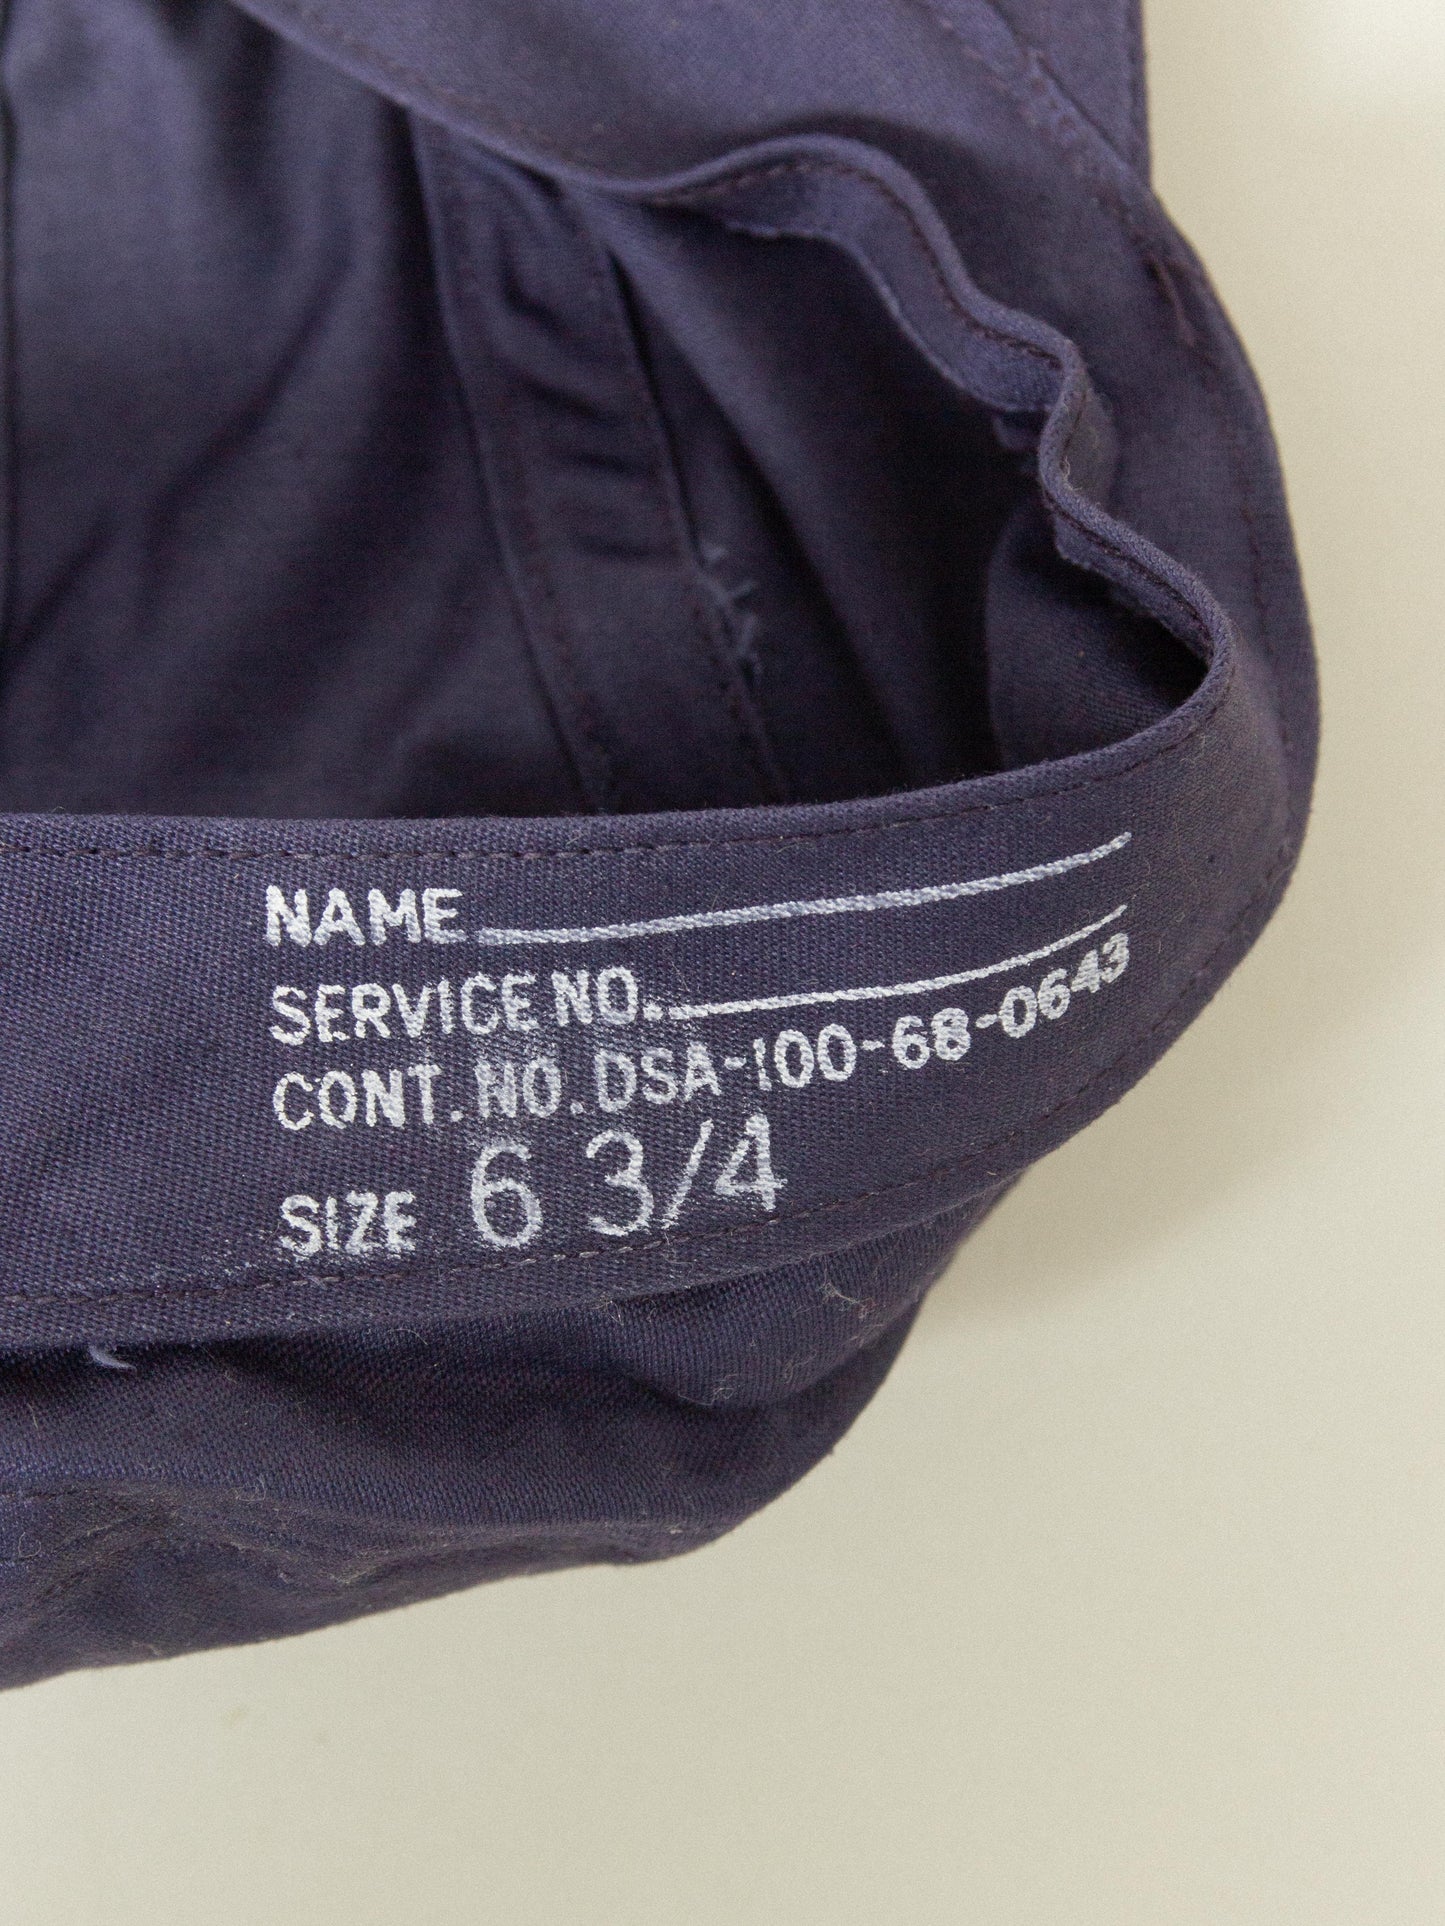 NAME
SERVICE NO.
CONT. NO. DSA-100-68-0643
SIZE 6 3/4